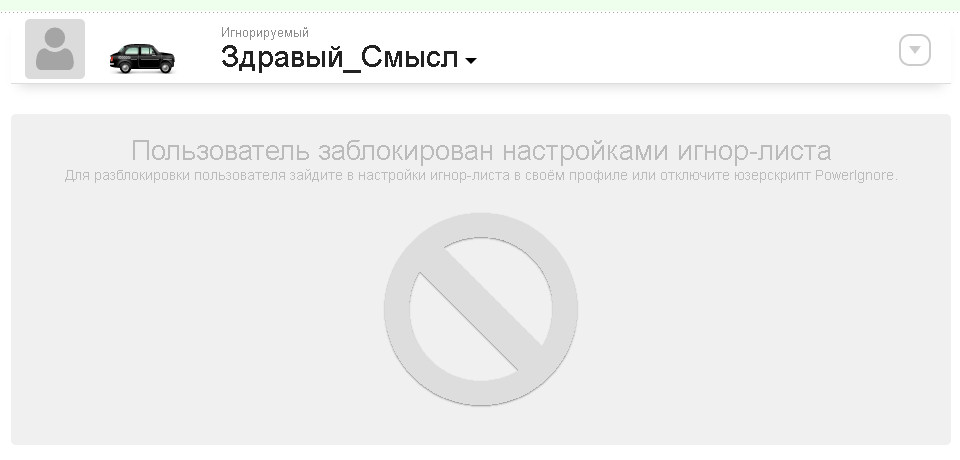 Игнорируемый
Здравый_Смысл
Пользователь заблокирован настройками игнор-листа
Для разблокировки пользователя зайдите в настройки игнор-листа в своём профиле или отключите юзерскрипт PowerIgnore.